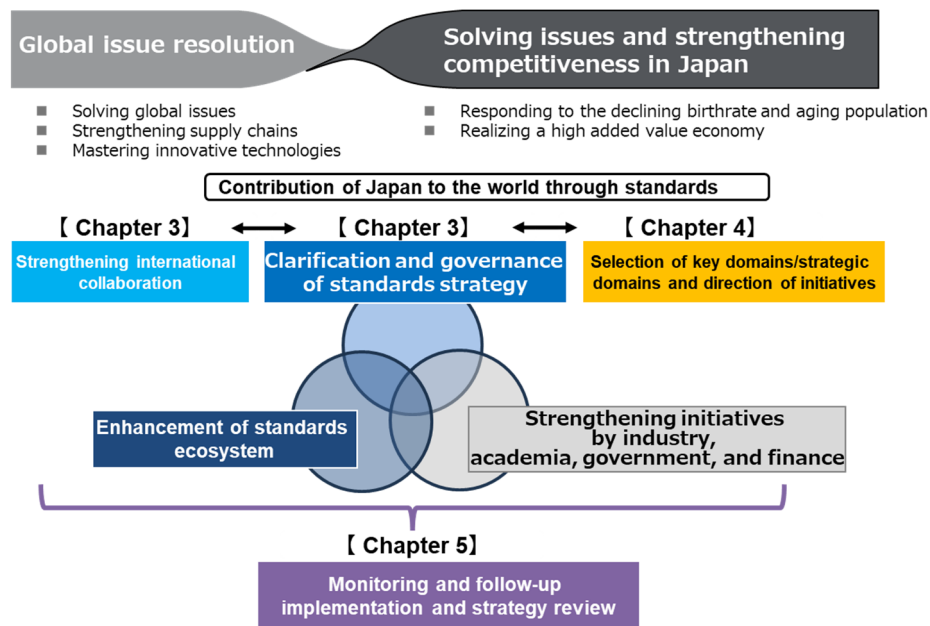 Global issue resolution
Solving issues and strengthening
competitiveness in Japan
Solving global issues
Strengthening supply chains
Mastering innovative technologies
Responding to the declining birthrate and aging population
Realizing a high added value economy
Contribution of Japan to the world through standards
【 Chapter 3】
【 Chapter 3】
【 Chapter 4】
Strengthening international
collaboration
Clarification and governance
of standards strategy
Selection of key domains/strategic
domains and direction of initiatives
Enhancement of standards
ecosystem
Strengthening initiatives
by industry,
academia, government, and finance
【 Chapter 5】
Monitoring and follow-up
implementation and strategy review